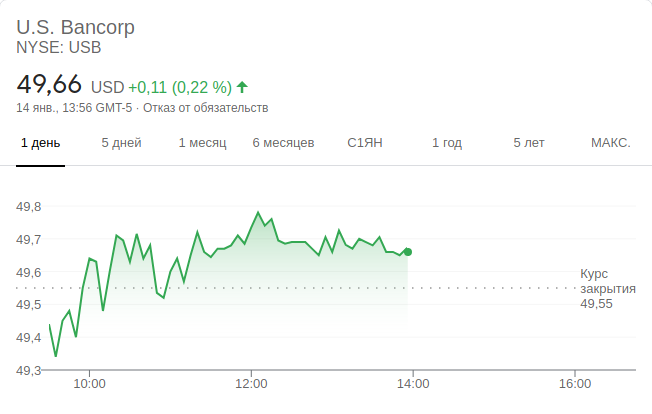 U.S. Bancorp
NYSE: USB
49,66 USD +0,11 (0,22 %)
14 янв., 13:56 GMT-5 · Отказ от обязательств
1 день 5 дней 1 месяц 6 месяцев С1ЯН 1 год 5 лет МАКС.
49,8
49,7
49,6
49,5
49,4
49,3
Курс
закрытия
49,55
10:00 12:00 14:00 16:00